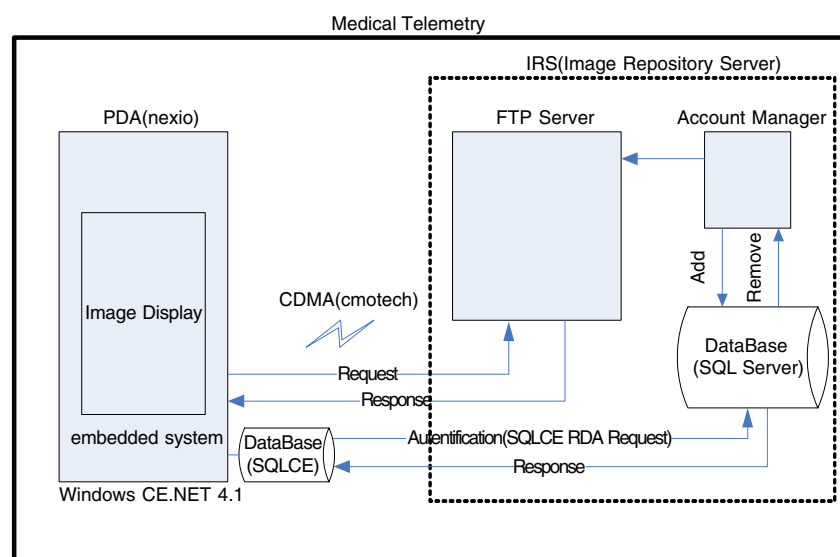 Medical Telemetry
IRS(Image Repository Server)
PDA(nexio)
FTP Server
Account Manager
Add
Remove
Image Display
CDMA(cmotech)
DataBase
(SQL Server)
Request
Response
embedded system
DataBase
(SQLCE)
Autentification(SQLCE RDA Request)
Response
Windows CE.NET 4.1